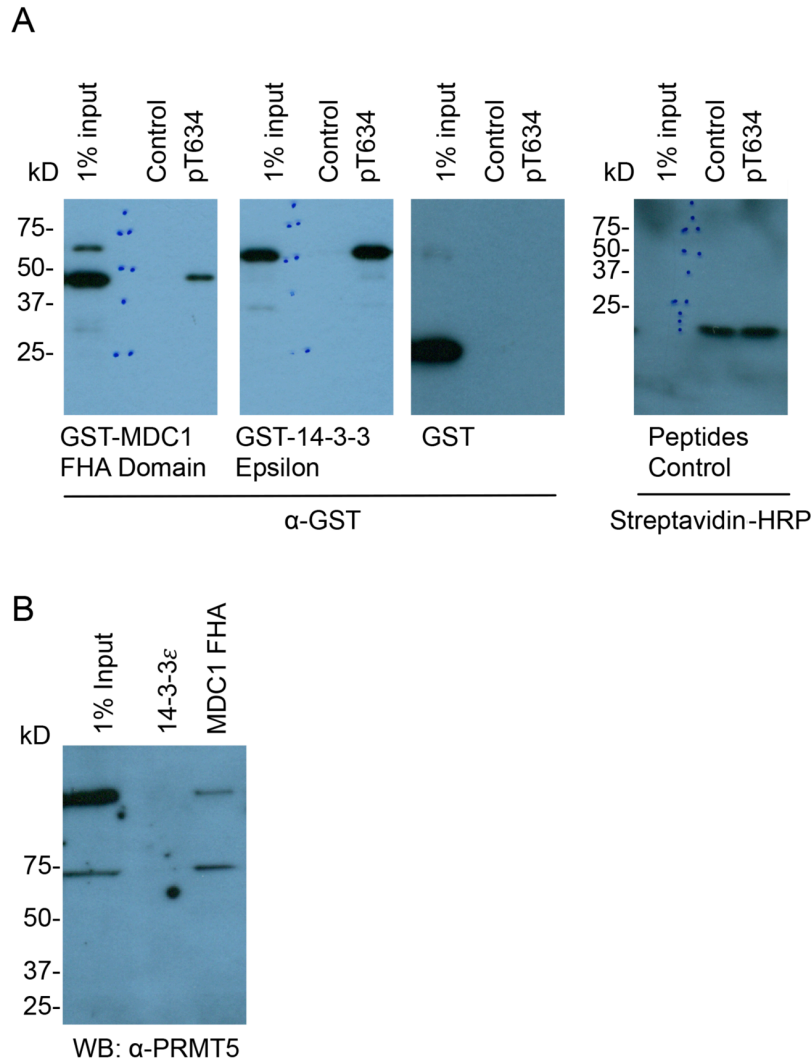 A
kD 1% input Control pT634 1% input Control pT634 1% input Control pT634 kD 1% input Control pT634
75-
50-
37-
25-
75-
50-
37-
25-
GST-MDC1
FHA Domain
GST-14-3-3
Epsilon
GST
Peptides
Control
α-GST
Streptavidin-HRP
B
kD 1% Input 14-3-3ε MDC1 FHA
75-
50-
37-
25-
WB: α-PRMT5